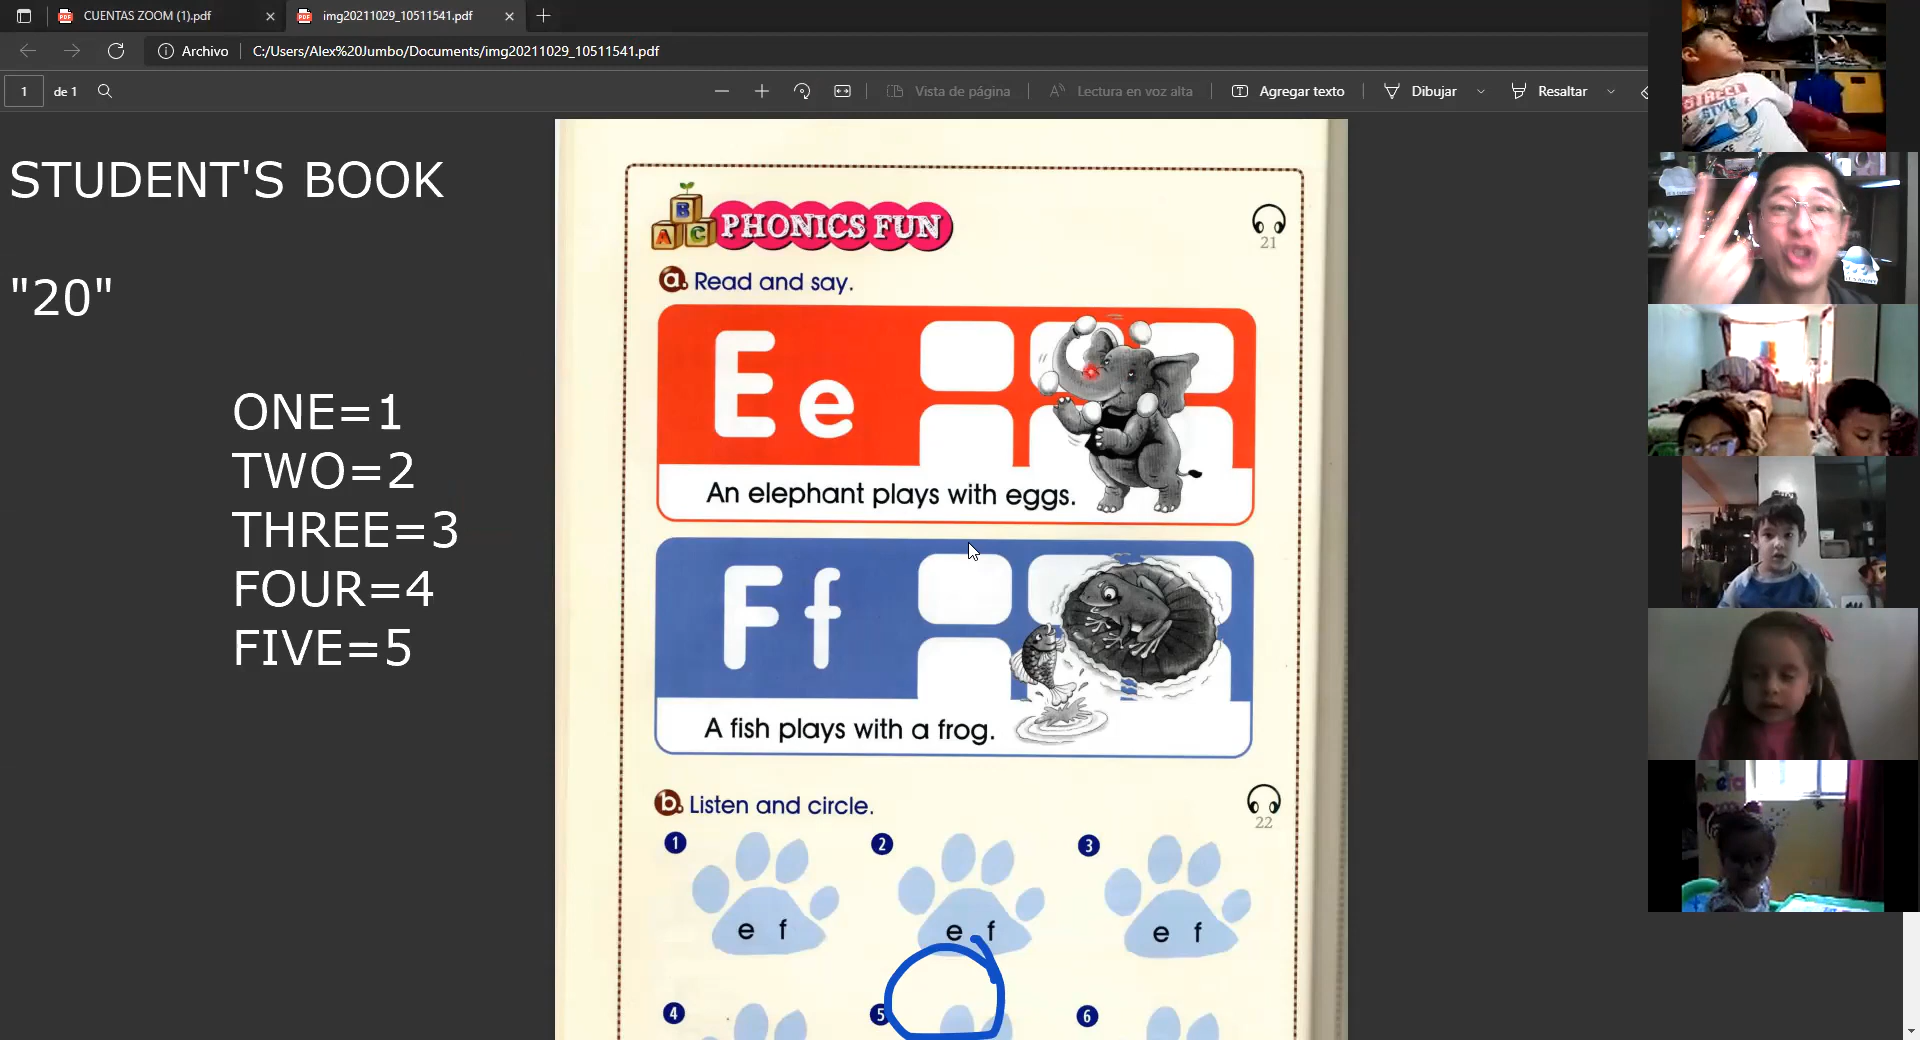 CUENTAS ZOOM (1).pdf
img20211029_10511541.pdf
Archivo
C:/Users/Alex%20Jumbo/Documents/img20211029_10511541.pdf
1 de 1
Vista de página
Lectura en voz alta
Agregar texto
Dibujar
Resaltar
STUDENT'S BOOK
"20"
ONE=1
TWO=2
THREE=3
FOUR=4
FIVE=5
A B C
PHONICS FUN
21
a. Read and say.
E e
An elephant plays with eggs.
F f
A fish plays with a frog.
b. Listen and circle.
22
1 2 3
e f e f e f
4 5 6
STREET
STYLE